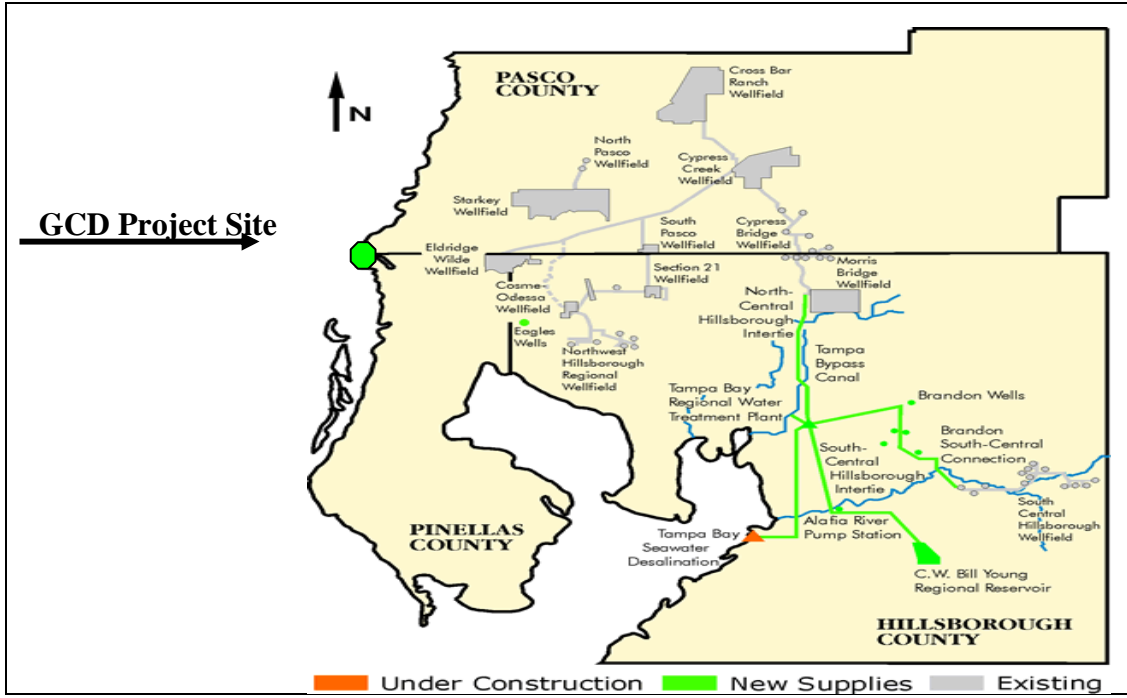 PASCO
COUNTY
Cross Bar
Ranch
Wellfield
N
North
Pasco
Wellfield
Cypress
Creek
Wellfield
Starkey
Wellfield
GCD Project Site
South
Pasco
Wellfield
Cypress
Bridge
Wellfield
Eldridge
Wilde
Wellfield
Section 21
Wellfield
Morris
Bridge
Wellfield
Cosme-
Odessa
Wellfield
North-
Central
Hillsborough
Intertie
Eagles
Wells
Northwest
Hillsborough
Regional
Wellfield
Tampa
Bypass
Canal
Tampa Bay
Regional Water
Treatment Plant
Brandon Wells
Brandon
South-Central
Connection
South-
Central
Hillsborough
Intertie
South
Central
Hillsborough
Wellfield
PINELLAS
COUNTY
Tampa Bay
Seawater
Desalination
Alafia River
Pump Station
C.W. Bill Young
Regional Reservoir
HILLSBOROUGH
COUNTY
Under Construction
New Supplies
Existing